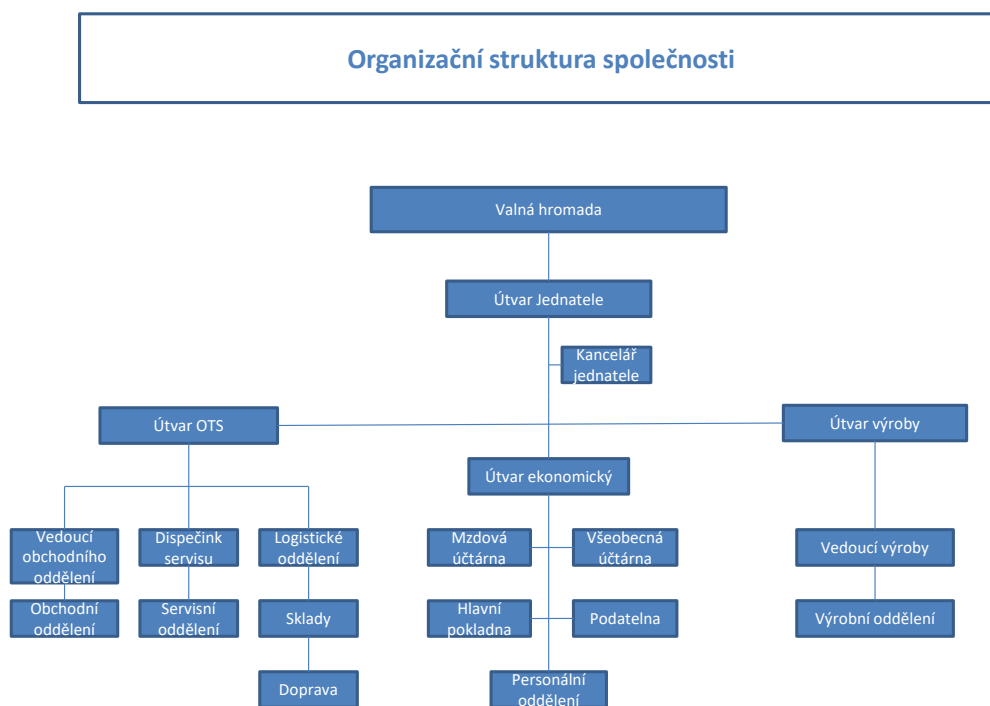 Organizační struktura společnosti
Valná hromada
Útvar Jednatele
Kancelář
jednatele
Útvar OTS
Útvar výroby
Útvar ekonomický
Vedoucí
obchodního
oddělení
Dispečink
servisu
Logistické
oddělení
Mzdová
účtárna
Všeobecná
účtárna
Vedoucí výroby
Obchodní
oddělení
Servisní
oddělení
Sklady
Hlavní
pokladna
Podatelna
Výrobní oddělení
Doprava
Personální
oddělení